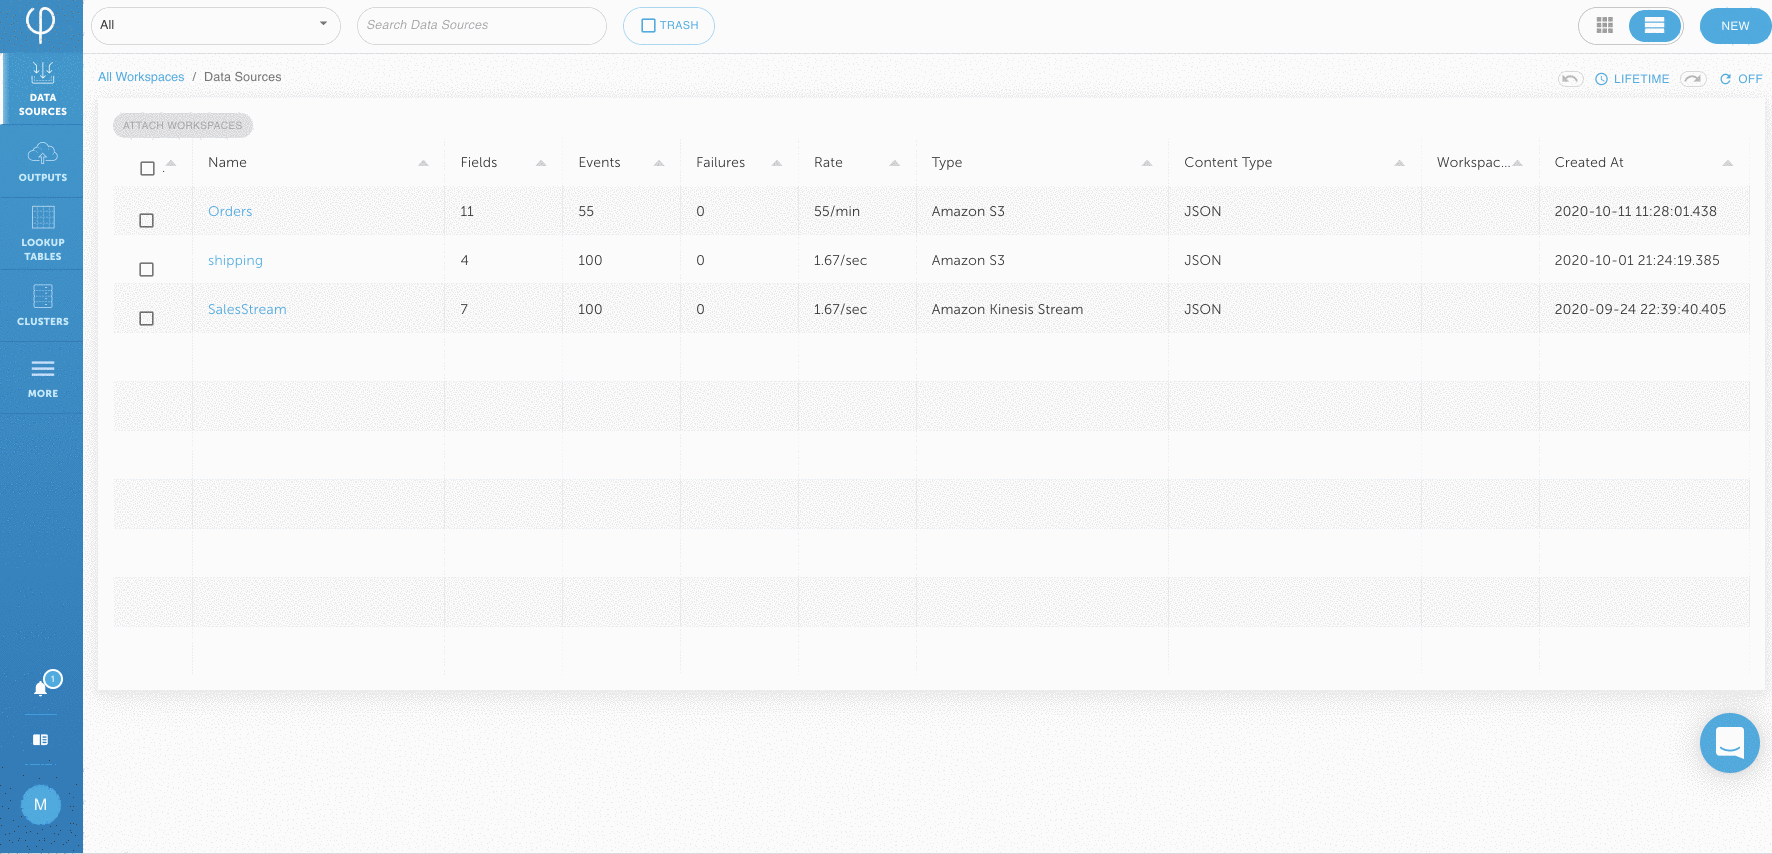 All
Search Data Sources
TRASH
NEW
All Workspaces / Data Sources
LIFETIME
OFF
ATTACH WORKSPACES
Name Fields Events Failures Rate Type Content Type Workspac... Created At
Orders 11 55 0 55/min Amazon S3 JSON 2020-10-11 11:28:01.438
shipping 4 100 0 1.67/sec Amazon S3 JSON 2020-10-01 21:24:19.385
SalesStream 7 100 0 1.67/sec Amazon Kinesis Stream JSON 2020-09-24 22:39:40.405
DATA
SOURCES
OUTPUTS
LOOKUP
TABLES
CLUSTERS
MORE
1
M